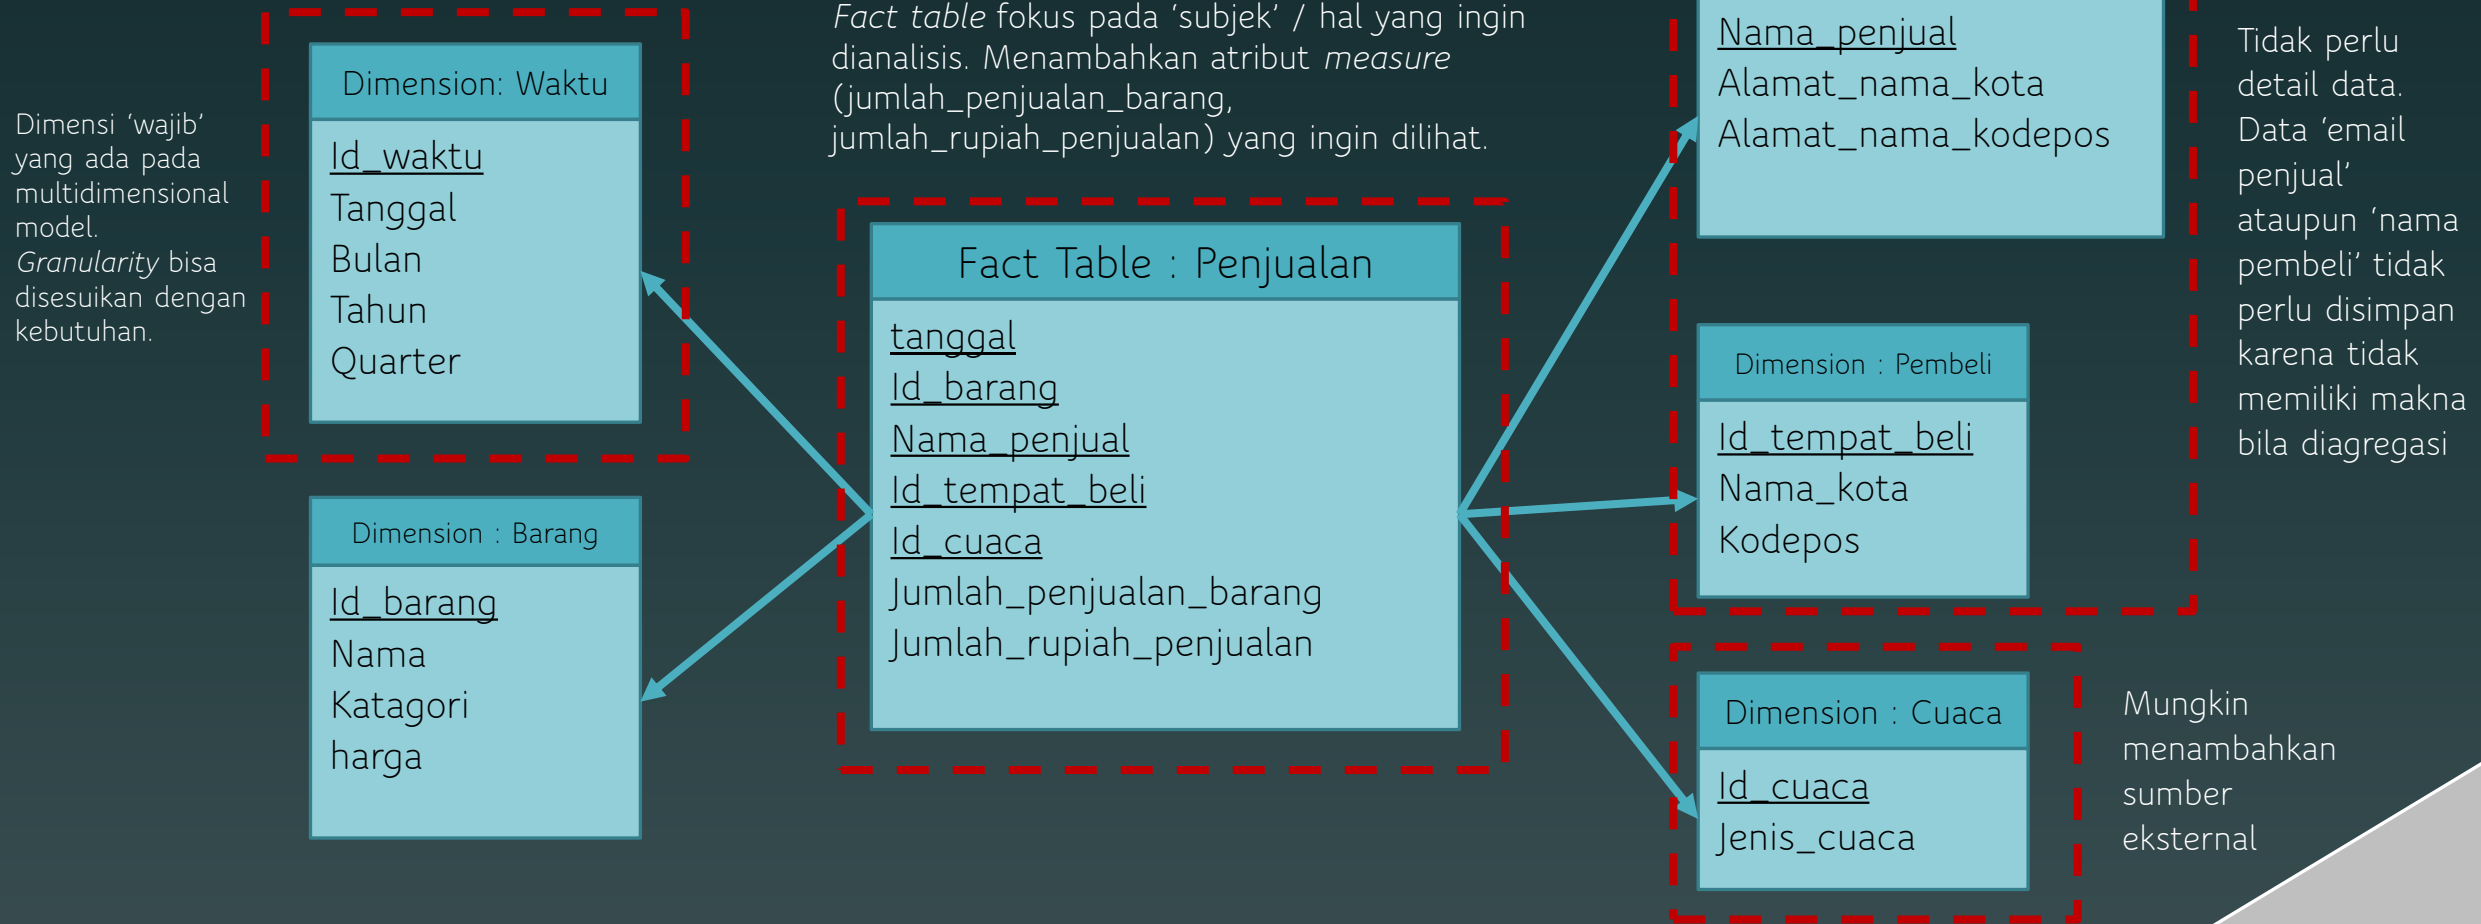 Dimensi ‘wajib’
yang ada pada
multidimensional
model.
Granularity bisa
disesuikan dengan
kebutuhan.
Dimension: Waktu
Id_waktu
Tanggal
Bulan
Tahun
Quarter
Dimension : Barang
Id_barang
Nama
Katagori
harga
Fact table fokus pada ‘subjek’ / hal yang ingin
dianalisis. Menambahkan atribut measure
(jumlah_penjualan_barang,
jumlah_rupiah_penjualan) yang ingin dilihat.
Fact Table : Penjualan
tanggal
Id_barang
Nama_penjual
Id_tempat_beli
Id_cuaca
Jumlah_penjualan_barang
Jumlah_rupiah_penjualan
Nama_penjual
Alamat_nama_kota
Alamat_nama_kodepos
Dimension : Pembeli
Id_tempat_beli
Nama_kota
Kodepos
Dimension : Cuaca
Id_cuaca
Jenis_cuaca
Tidak perlu
detail data.
Data ‘email
penjual’
ataupun ‘nama
pembeli’ tidak
perlu disimpan
karena tidak
memiliki makna
bila diagregasi
Mungkin
menambahkan
sumber
eksternal